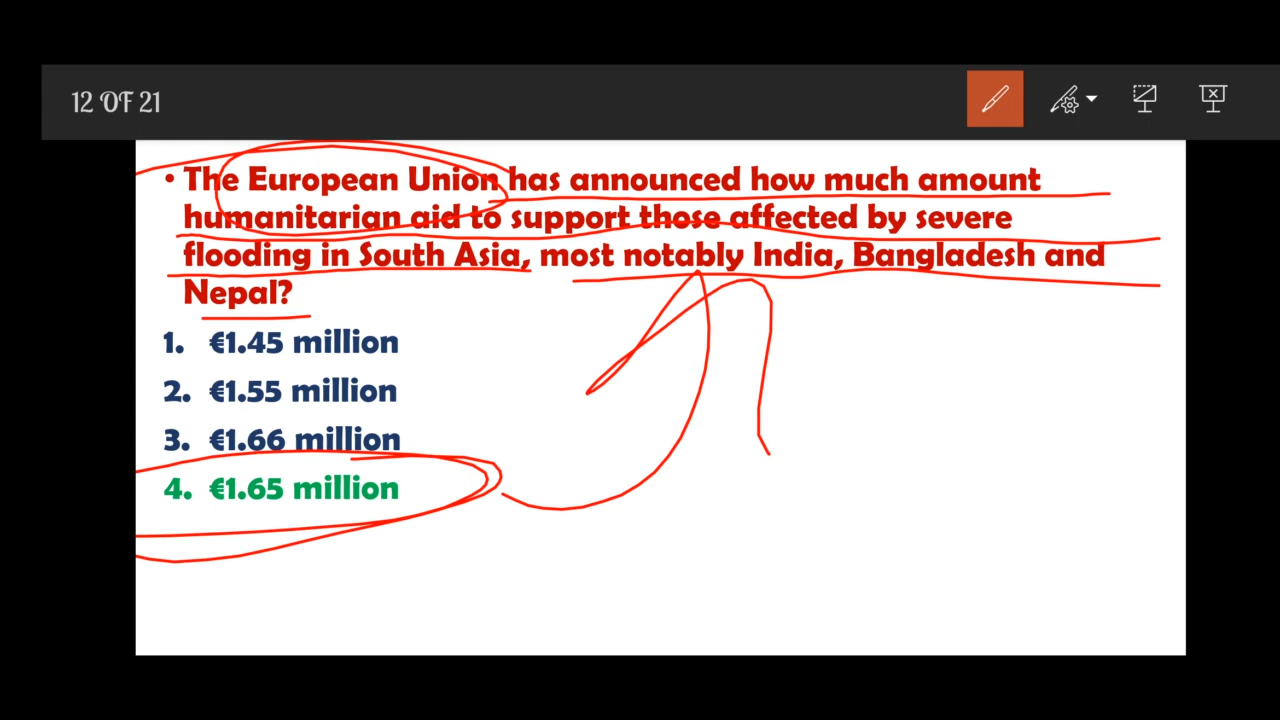 12 OF 21
• The European Union has announced how much amount
humanitarian aid to support those affected by severe
flooding in South Asia, most notably India, Bangladesh and
Nepal?
1. €1.45 million
2. €1.55 million
3. €1.66 million
4. €1.65 million